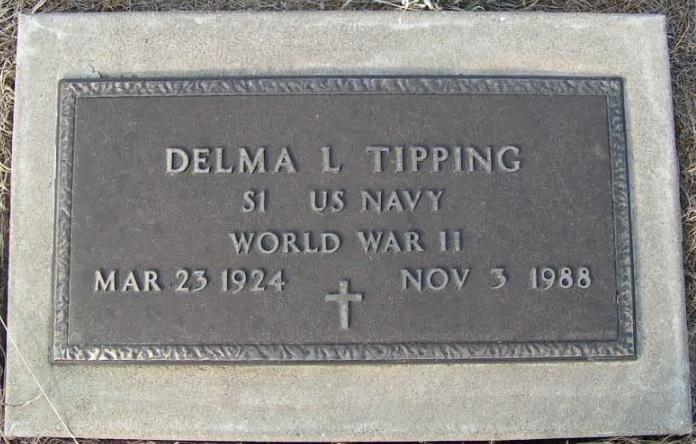 DELMA L TIPPING
S1 US NAVY
WORLD WAR II
MAR 23 1924 NOV 3 1988